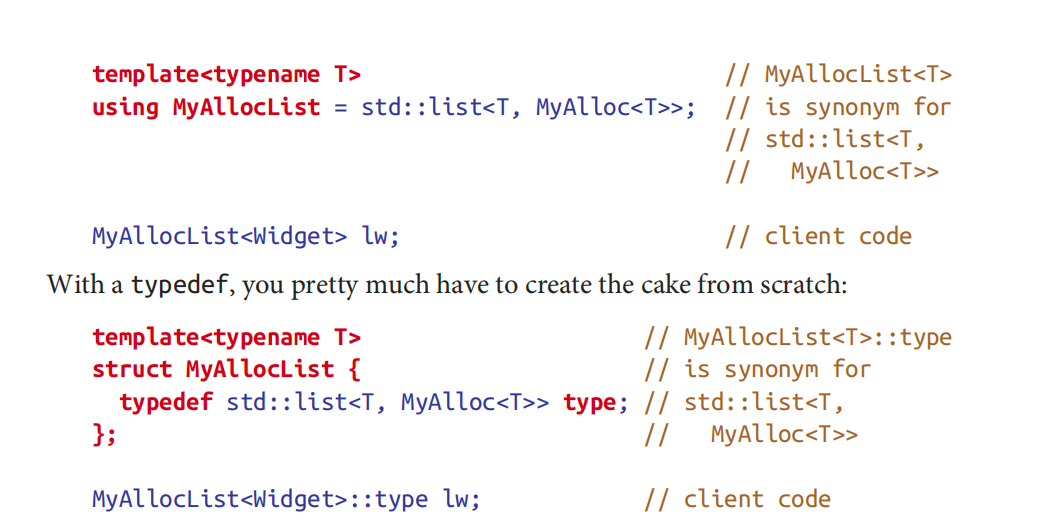 template<typename T> // MyAllocList<T>
using MyAllocList = std::list<T, MyAlloc<T>>; // is synonym for
// std::list<T,
// MyAlloc<T>>
MyAllocList<Widget> lw; // client code
With a typedef, you pretty much have to create the cake from scratch:
template<typename T> // MyAllocList<T>::type
struct MyAllocList { // is synonym for
typedef std::list<T, MyAlloc<T>> type; // std::list<T,
}; // MyAlloc<T>>
MyAllocList<Widget>::type lw; // client code